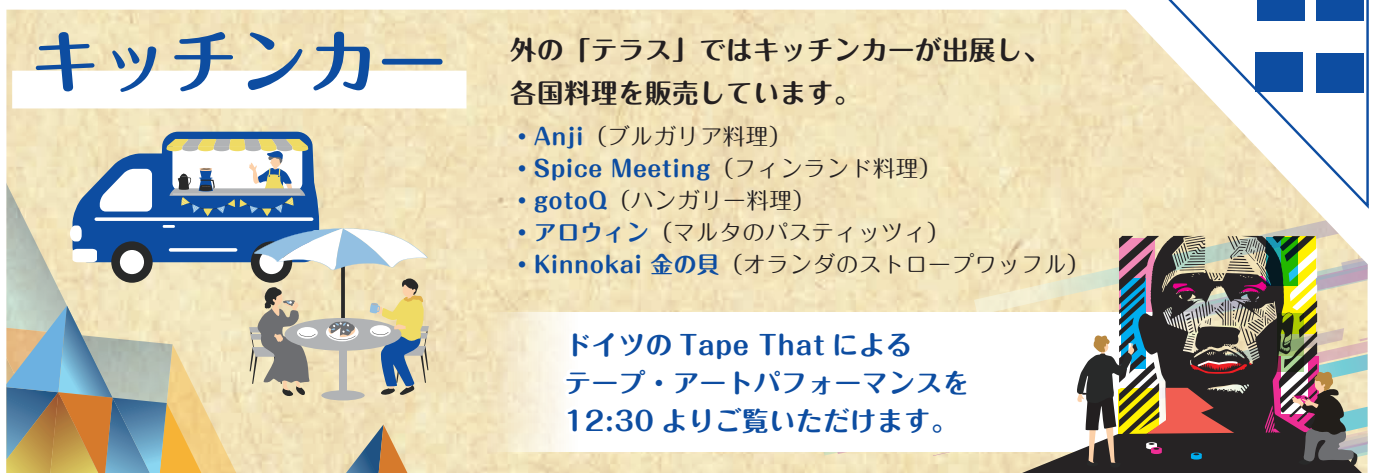 キッチンカー
外の「テラス」ではキッチンカーが出展し、
各国料理を販売しています。
・Anji（ブルガリア料理）
・Spice Meeting（フィンランド料理）
・gotoQ（ハンガリー料理）
・アロウィン（マルタのパスティッツィ）
・Kinnokai 金の貝（オランダのストロープワッフル）
ドイツの Tape That による
テープ・アートパフォーマンスを
12:30 よりご覧いただけます。